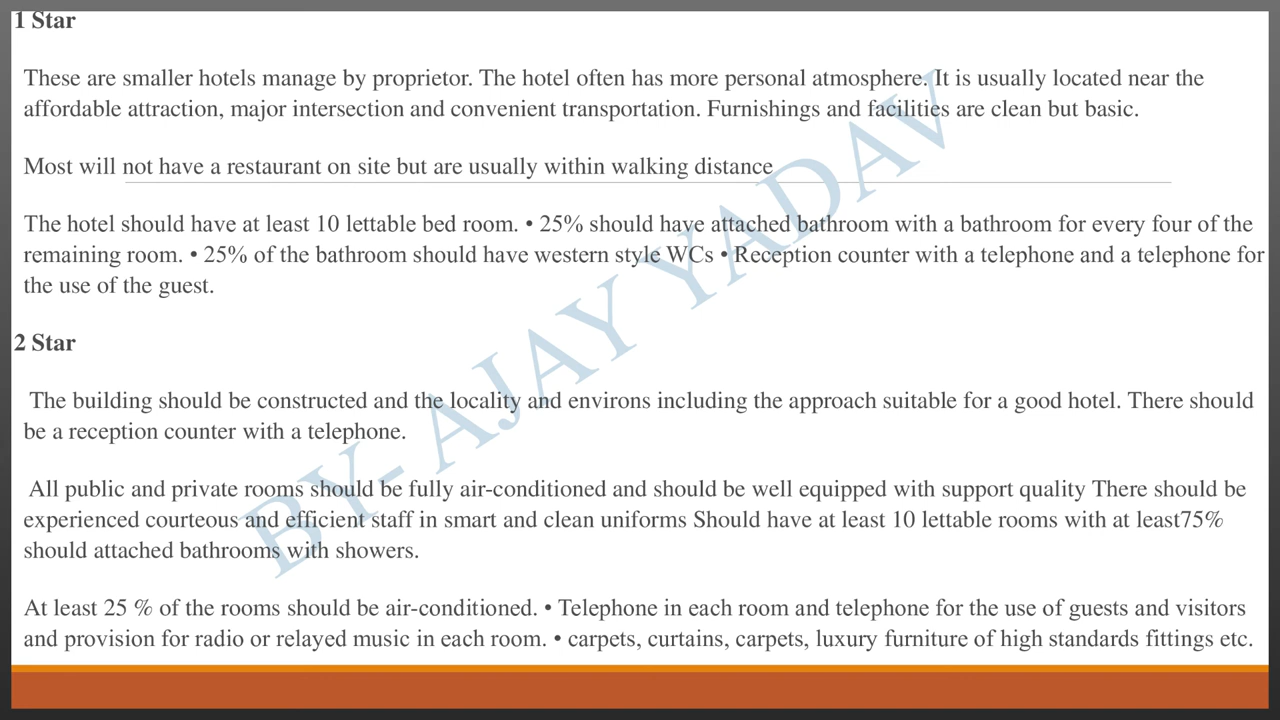 1 Star
These are smaller hotels manage by proprietor. The hotel often has more personal atmosphere. It is usually located near the
affordable attraction, major intersection and convenient transportation. Furnishings and facilities are clean but basic.
Most will not have a restaurant on site but are usually within walking distance
The hotel should have at least 10 lettable bed room. • 25% should have attached bathroom with a bathroom for every four of the
remaining room. • 25% of the bathroom should have western style WCs • Reception counter with a telephone and a telephone for
the use of the guest.
2 Star
The building should be constructed and the locality and environs including the approach suitable for a good hotel. There should
be a reception counter with a telephone.
All public and private rooms should be fully air-conditioned and should be well equipped with support quality There should be
experienced courteous and efficient staff in smart and clean uniforms Should have at least 10 lettable rooms with at least75%
should attached bathrooms with showers.
At least 25 % of the rooms should be air-conditioned. • Telephone in each room and telephone for the use of guests and visitors
and provision for radio or relayed music in each room. • carpets, curtains, carpets, luxury furniture of high standards fittings etc.
BY- AJAY YADAV